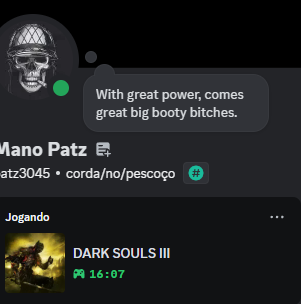 With great power, comes
great big booty bitches.
Mano Patz
patz3045 • corda/no/pescoço
Jogando
DARK SOULS III
16:07